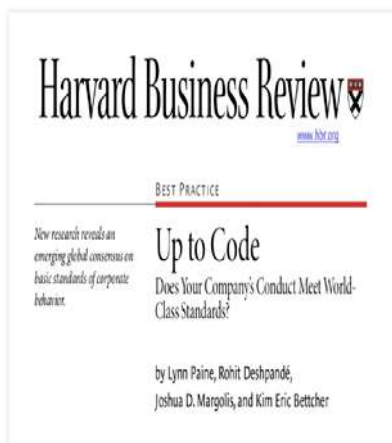 Harvard Business Review
www.hbr.org
BEST PRACTICE
New research reveals an
emerging global consensus on
basic standards of corporate
behavior.
Up to Code
Does Your Company's Conduct Meet World-
Class Standards?
by Lynn Paine, Rohit Deshpandé,
Joshua D. Margolis, and Kim Eric Bettcher